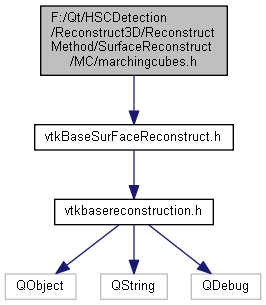 F:/Qt/HSCDetection
/Reconstruct3D/Reconstruct
Method/SurfaceReconstruct
/MC/marchingcubes.h
vtkBaseSurFaceReconstruct.h
vtkbasereconstruction.h
QObject
QString
QDebug